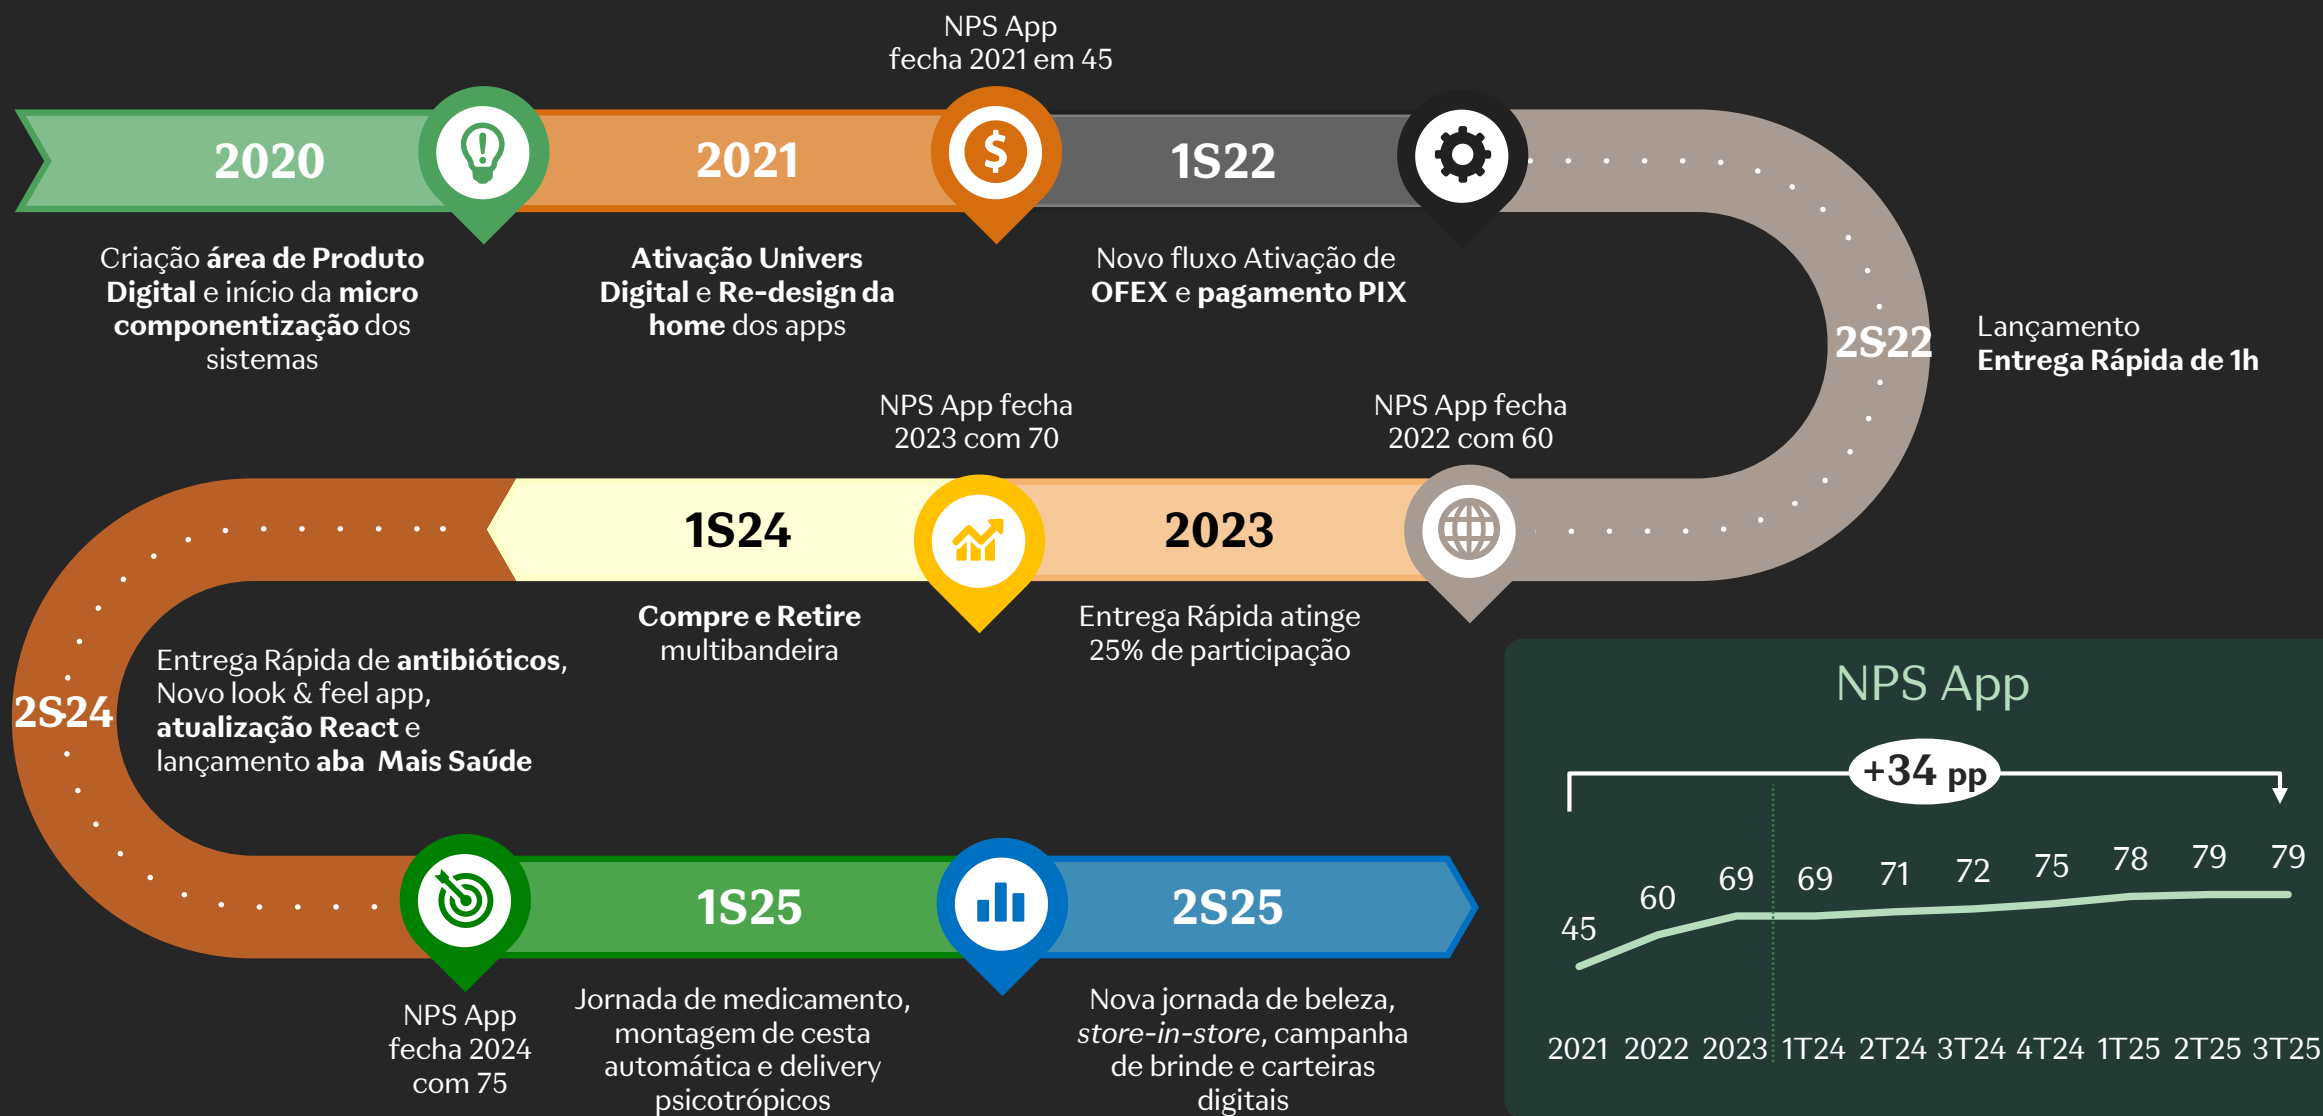 NPS App
fecha 2021 em 45
2020
2021
1S22
Criação área de Produto
Digital e início da micro
componentização dos
sistemas
Ativação Univers
Digital e Re-design da
home dos apps
Novo fluxo Ativação de
OFEX e pagamento PIX
2S22
Lançamento
Entrega Rápida de 1h
NPS App fecha
2022 com 60
2023
Entrega Rápida atinge
25% de participação
NPS App fecha
2023 com 70
1S24
Compre e Retire
multibandeira
2S24
Entrega Rápida de antibióticos,
Novo look & feel app,
atualização React e
lançamento aba  Mais Saúde
NPS App
fecha 2024
com 75
1S25
Jornada de medicamento,
montagem de cesta
automática e delivery
psicotrópicos
2S25
Nova jornada de beleza,
store-in-store, campanha
de brinde e carteiras
digitais
NPS App
+34 pp
45 60 69 69 71 72 75 78 79 79
2021 2022 2023 1T24 2T24 3T24 4T24 1T25 2T25 3T25